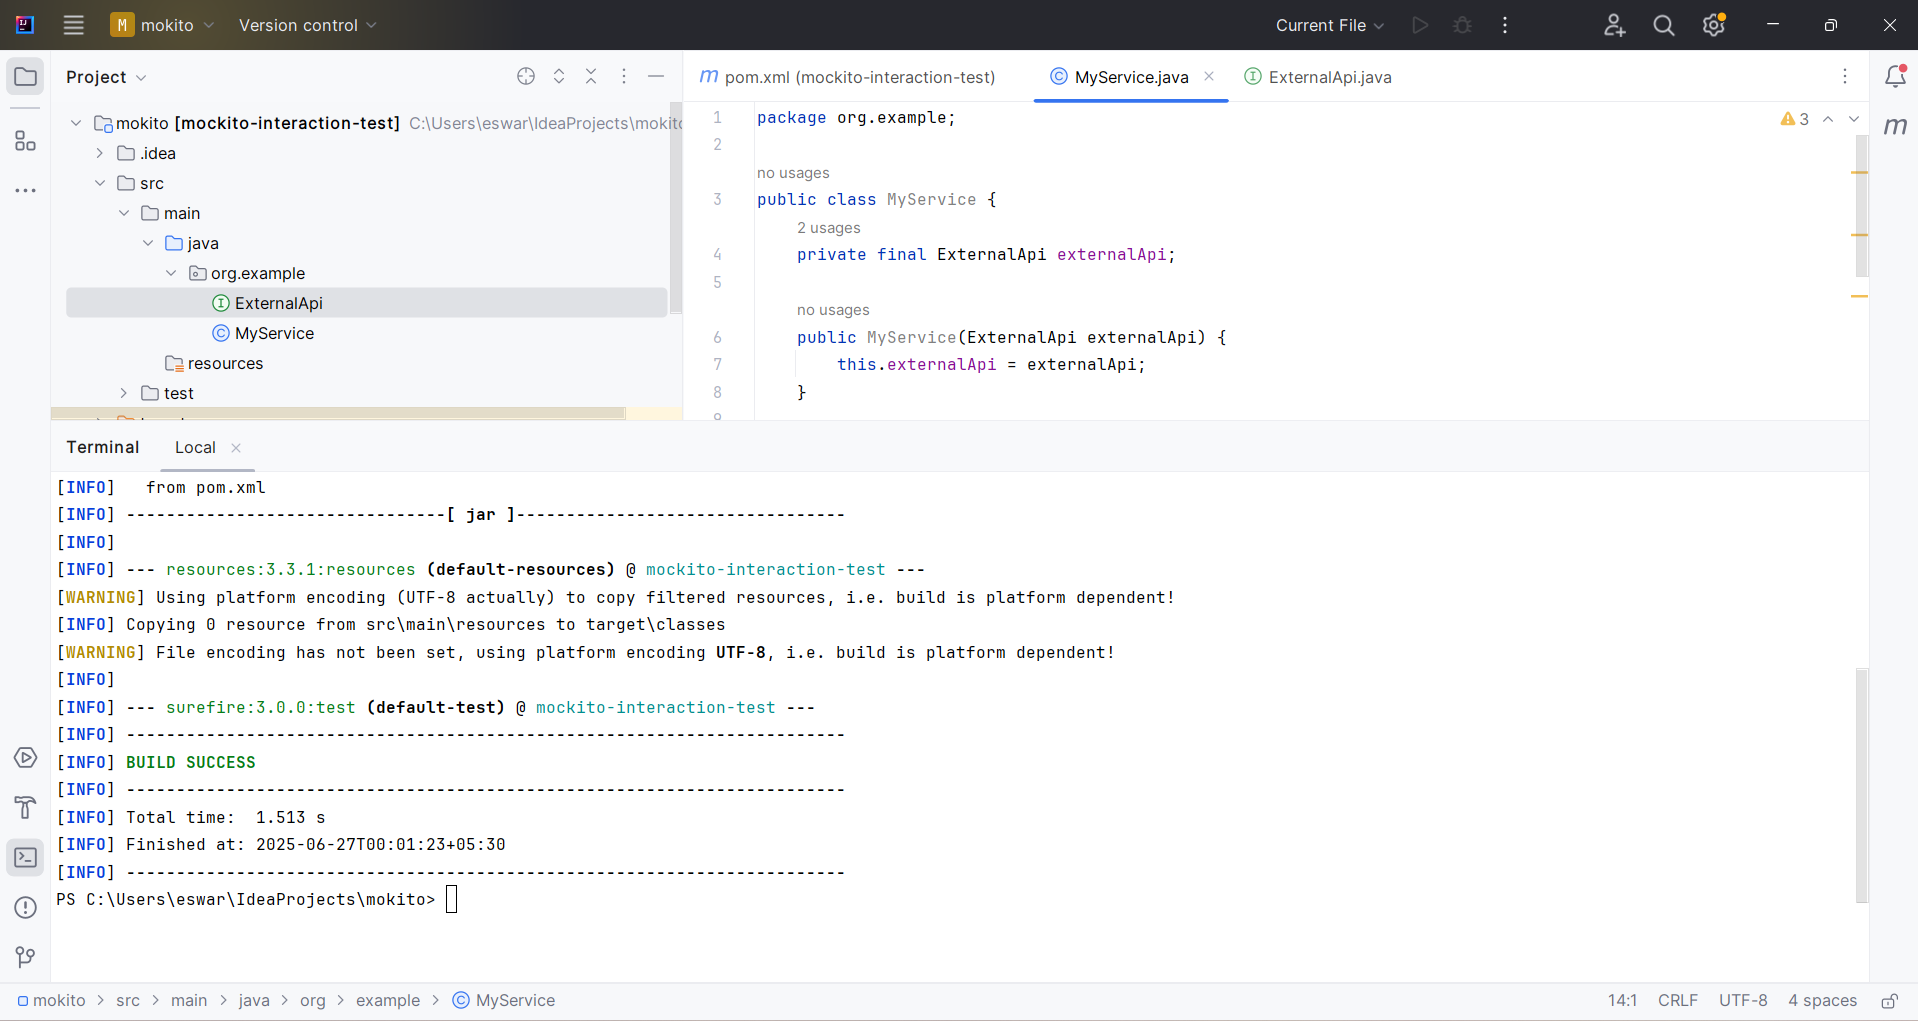 M mokito Version control Current File
Project
pom.xml (mockito-interaction-test) MyService.java ExternalApi.java
mokito [mockito-interaction-test] C:\Users\eswar\IdeaProjects\mokito
.idea
src
main
java
org.example
ExternalApi
MyService
resources
test
3
1 package org.example;
2
no usages
3 public class MyService {
2 usages
4 private final ExternalApi externalApi;
5
no usages
6 public MyService(ExternalApi externalApi) {
7 this.externalApi = externalApi;
8 }
9
Terminal Local
[INFO] from pom.xml
[INFO] --------------------------------[ jar ]---------------------------------
[INFO]
[INFO] --- resources:3.3.1:resources (default-resources) @ mockito-interaction-test ---
[WARNING] Using platform encoding (UTF-8 actually) to copy filtered resources, i.e. build is platform dependent!
[INFO] Copying 0 resource from src\main\resources to target\classes
[WARNING] File encoding has not been set, using platform encoding UTF-8, i.e. build is platform dependent!
[INFO]
[INFO] --- surefire:3.0.0:test (default-test) @ mockito-interaction-test ---
[INFO] ------------------------------------------------------------------------
[INFO] BUILD SUCCESS
[INFO] ------------------------------------------------------------------------
[INFO] Total time:  1.513 s
[INFO] Finished at: 2025-06-27T00:01:23+05:30
[INFO] ------------------------------------------------------------------------
PS C:\Users\eswar\IdeaProjects\mokito>
mokito > src > main > java > org > example > MyService
14:1 CRLF UTF-8 4 spaces